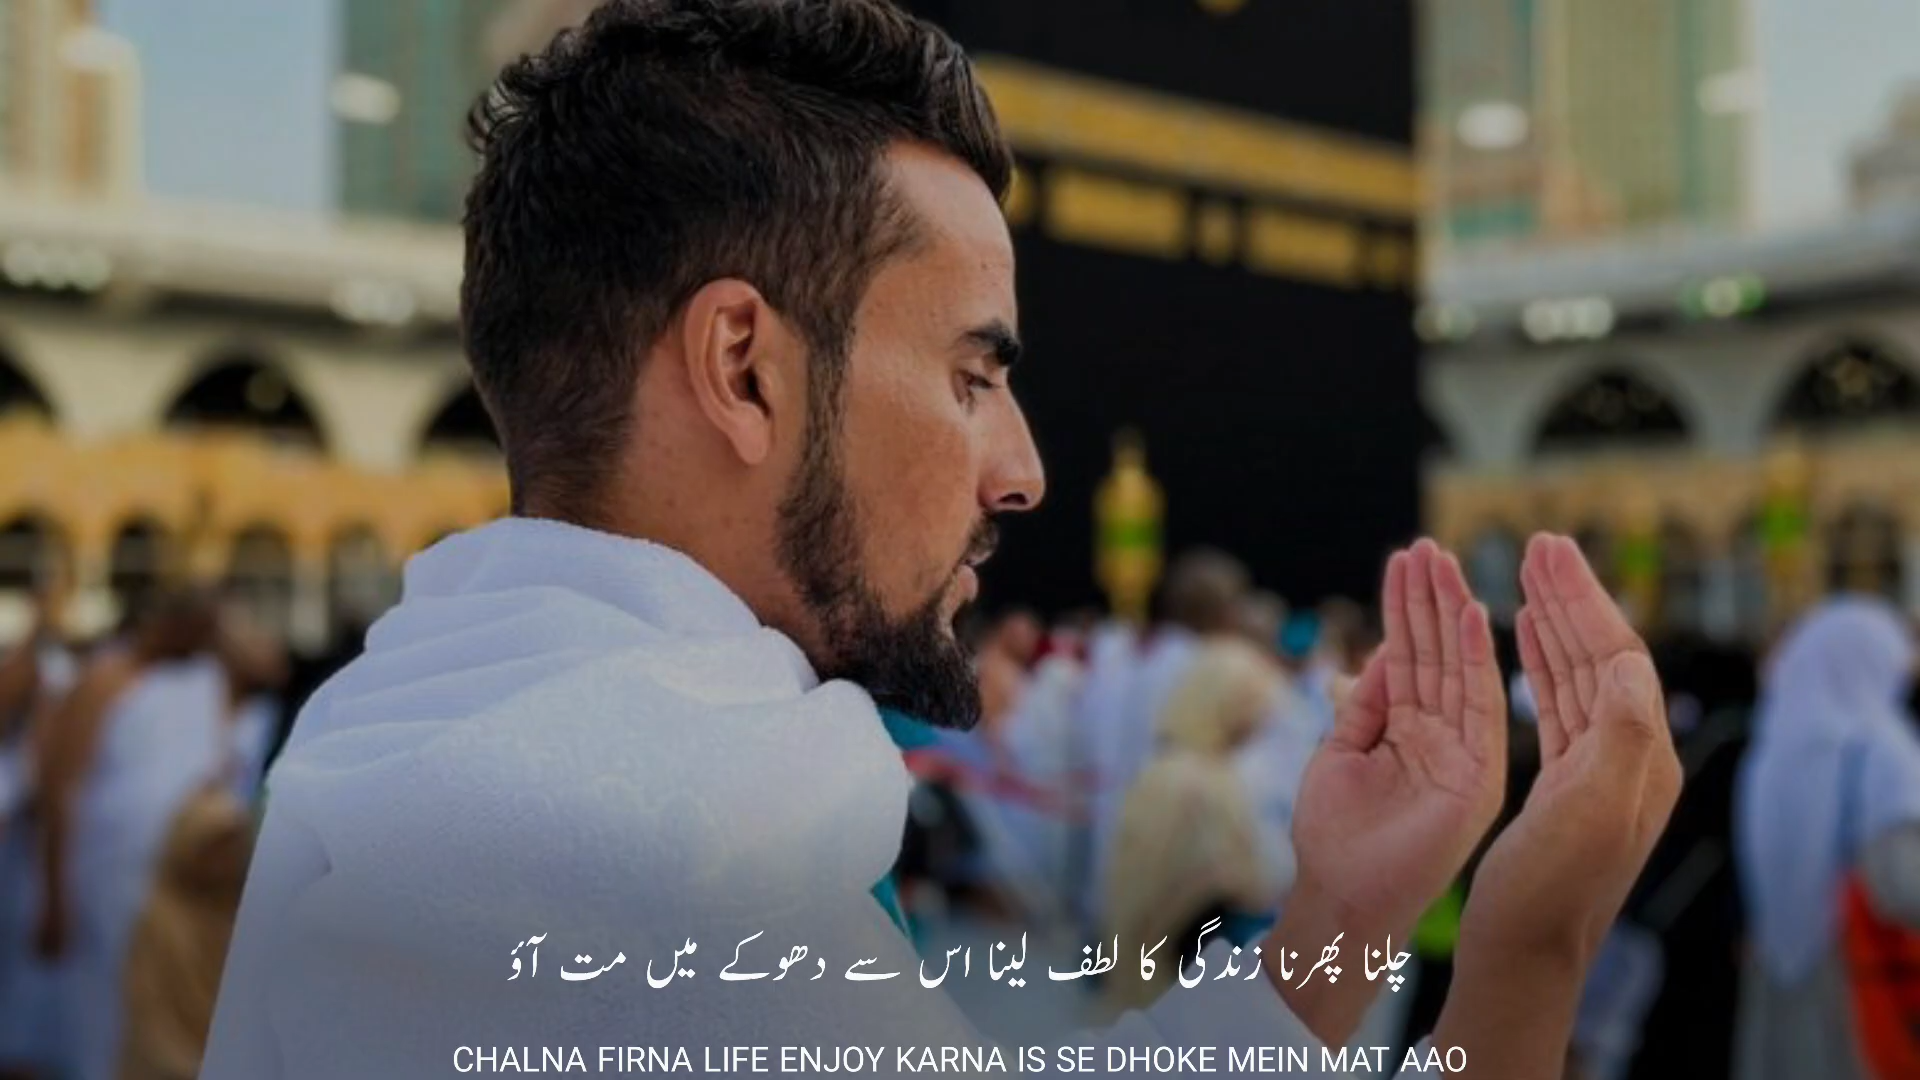 چلنا پھرنا زندگی کا لطف لینا اس سے دھوکے میں مت آؤ
CHALNA FIRNA LIFE ENJOY KARNA IS SE DHOKE MEIN MAT AAO